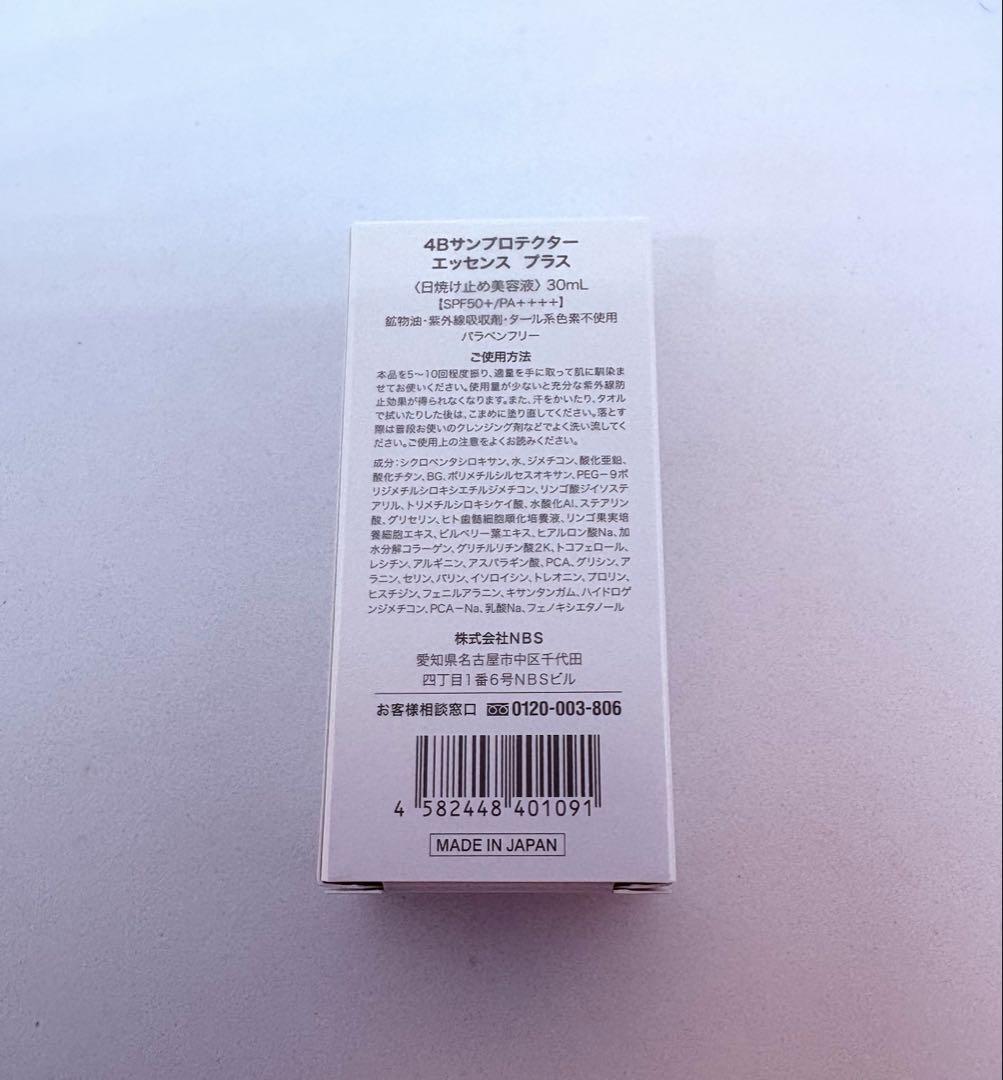 4Bサンプロテクター
エッセンス プラス
〈日焼け止め美容液〉30mL
【SPF50+/PA++++】
鉱物油・紫外線吸収剤・タール系色素不使用
パラベンフリー
ご使用方法
本品を5〜10回程度振り、適量を手に取って肌に馴染ま
せてお使いください。使用量が少ないと充分な紫外線防
止効果が得られなくなります。また、汗をかいたり、タオル
で拭いたりした後は、こまめに塗り直してください。落とす
際は普段お使いのクレンジング剤などでよく洗い流してく
ださい。ご使用上の注意をよくお読みください。
成分:シクロペンタシロキサン、水、ジメチコン、酸化亜鉛、
酸化チタン、BG、ポリメチルシルセスオキサン、PEG-9ポ
リジメチルシロキシエチルジメチコン、リンゴ酸ジイソステ
アリル、トリメチルシロキシケイ酸、水酸化Al、ステアリン
酸、グリセリン、ヒト歯髄細胞順化培養液、リンゴ果実培
養細胞エキス、ビルベリー葉エキス、ヒアルロン酸Na、加
水分解コラーゲン、グリチルリチン酸2K、トコフェロール、
レシチン、アルギニン、アスパラギン酸、PCA、グリシン、ア
ラニン、セリン、バリン、イソロイシン、トレオニン、プロリン、
ヒスチジン、フェニルアラニン、キサンタンガム、ハイドロゲ
ンジメチコン、PCA-Na、乳酸Na、フェノキシエタノール
株式会社NBS
愛知県名古屋市中区千代田
四丁目1番6号NBSビル
お客様相談窓口 0120-003-806
4 582448 401091
MADE IN JAPAN